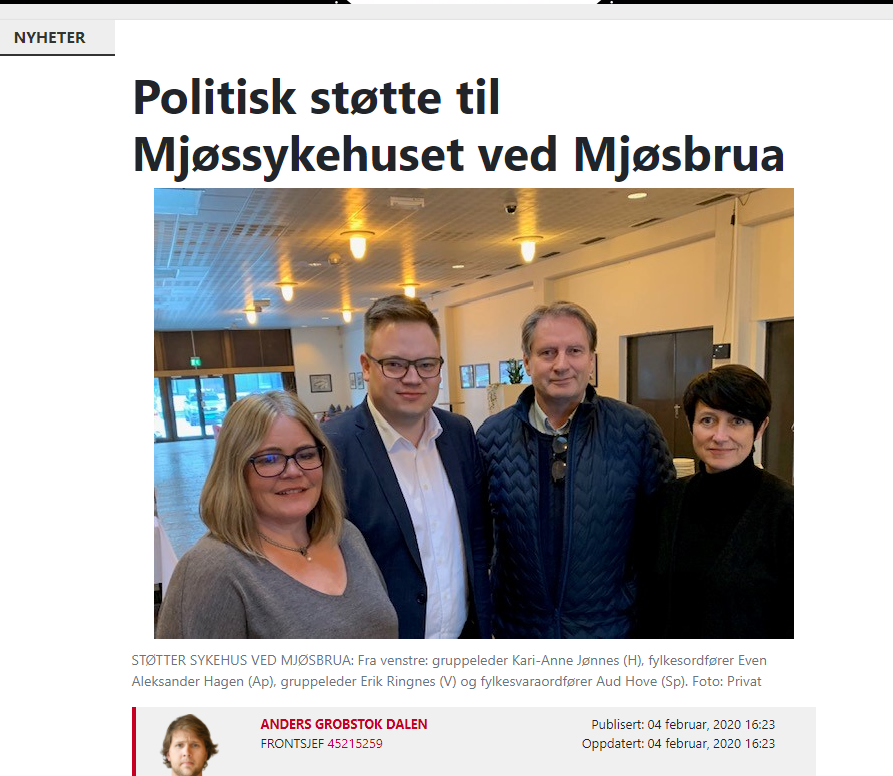 NYHETER
Politisk støtte til
Mjøssykehuset ved Mjøsbrua
STØTTER SYKEHUS VED MJØSBRUA: Fra venstre: gruppeleder Kari-Anne Jønnes (H), fylkesordfører Even
Aleksander Hagen (Ap), gruppeleder Erik Ringnes (V) og fylkesvaraordfører Aud Hove (Sp). Foto: Privat
ANDERS GROBSTOK DALEN
FRONTSJEF 45215259
Publisert: 04 februar, 2020 16:23
Oppdatert: 04 februar, 2020 16:23